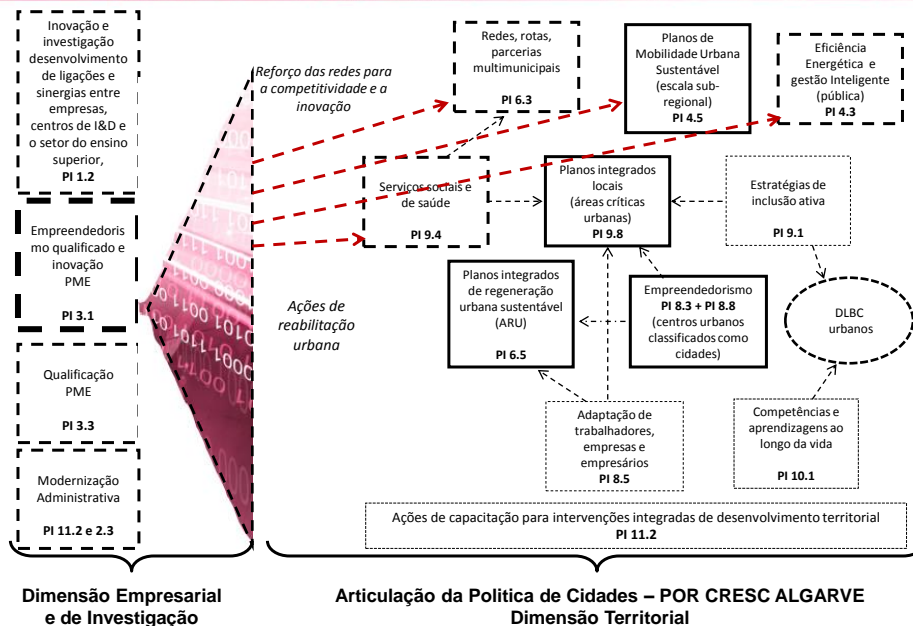 Inovação e
investigação
desenvolvimento
de ligações e
sinergias entre
empresas,
centros de I&D e
o setor do ensino
superior,
PI 1.2
Empreendedoris
mo qualificado e
inovação
PME
PI 3.1
Qualificação
PME
PI 3.3
Modernização
Administrativa
PI 11.2 e 2.3
Reforço das redes para
a competitividade e a
inovação
Ações de
reabilitação
urbana
Redes, rotas,
parcerias
multimunicipais
PI 6.3
Planos de
Mobilidade Urbana
Sustentável
(escala sub-
regional)
PI 4.5
Eficiência
Energética e
gestão Inteligente
(pública)
PI 4.3
Serviços sociais e
de saúde
PI 9.4
Planos integrados
locais
(áreas críticas
urbanas)
PI 9.8
Estratégias de
inclusão ativa
PI 9.1
Planos integrados
de regeneração
urbana sustentável
(ARU)
PI 6.5
Empreendedorismo
PI 8.3 + PI 8.8
(centros urbanos
classificados como
cidades)
DLBC
urbanos
Adaptação de
trabalhadores,
empresas e
empresários
PI 8.5
Competências e
aprendizagens ao
longo da vida
PI 10.1
Ações de capacitação para intervenções integradas de desenvolvimento territorial
PI 11.2
Dimensão Empresarial
e de Investigação
Articulação da Politica de Cidades – POR CRESC ALGARVE
Dimensão Territorial